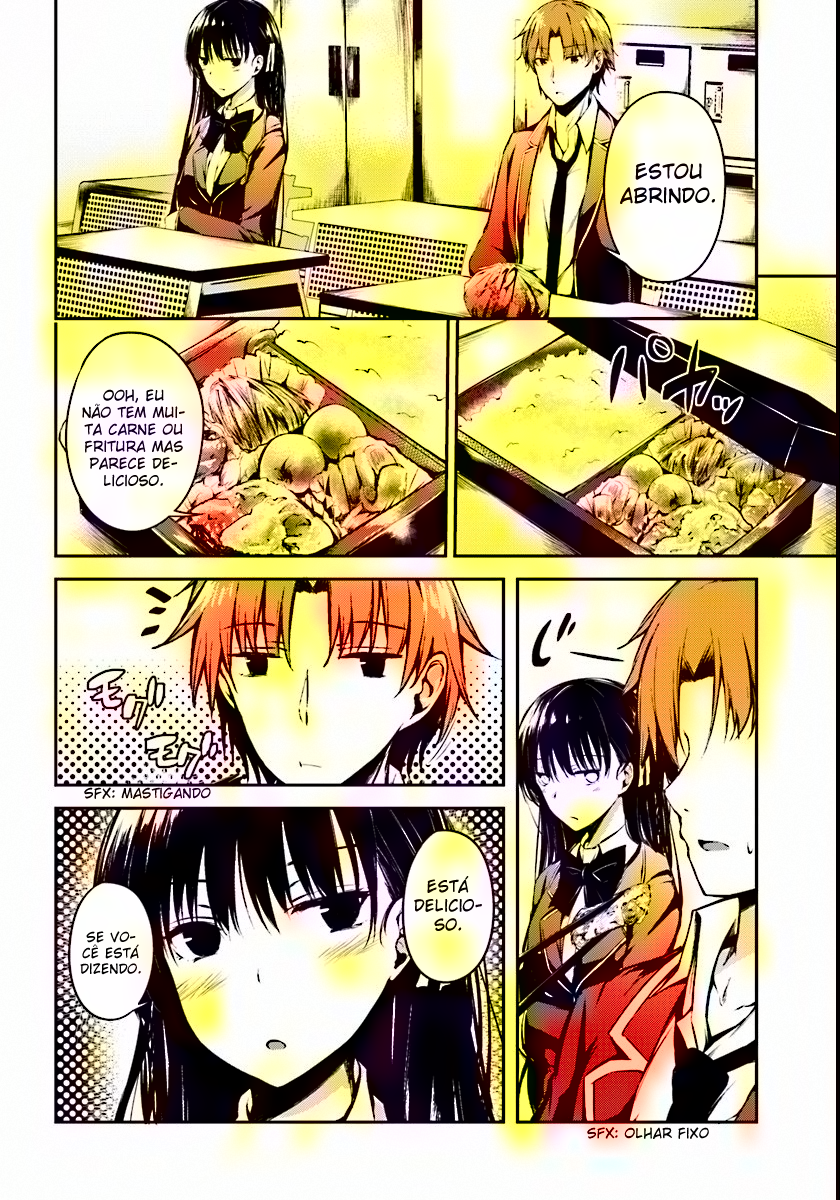 ESTOU
ABRINDO.
パカッ
OOH, EU
NÃO TEM MUI-
TA CARNE OU
FRITURA MAS
PARECE DE-
LICIOSO.
じー
モグ
モグ
SFX: MASTIGANDO
ESTÁ
DELICIO-
SO.
SE VO-
CÊ ESTÁ
DIZENDO.
SFX: OLHAR FIXO